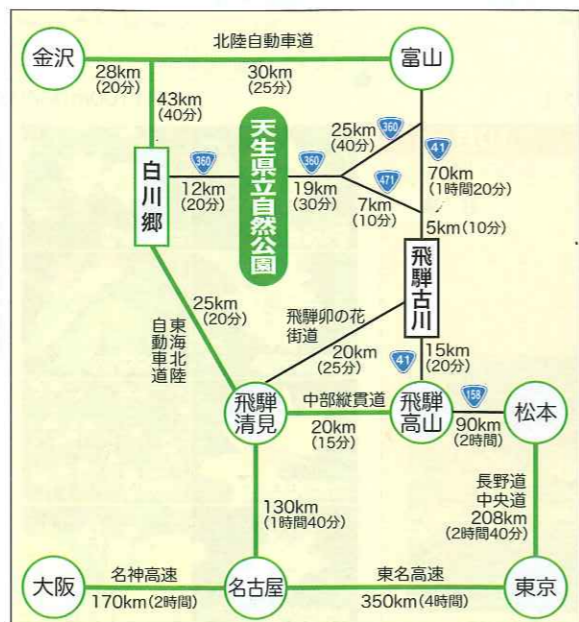 北陸自動車道
金沢
富山
28km
(20分)
30km
(25分)
43km
(40分)
天生県立自然公園
360
25km
(40分)
41
70km
(1時間20分)
白川郷
360
12km
(20分)
360
19km
(30分)
471
7km
(10分)
5km(10分)
飛騨古川
25km
(20分)
東海北陸
自動車道
飛騨卯の花
街道
20km
(25分)
41
15km
(20分)
飛騨
清見
中部縦貫道
20km
(15分)
飛騨
高山
158
90km
(2時間)
松本
130km
(1時間40分)
長野道
中央道
208km
(2時間40分)
大阪
名神高速
170km(2時間)
名古屋
東名高速
350km(4時間)
東京